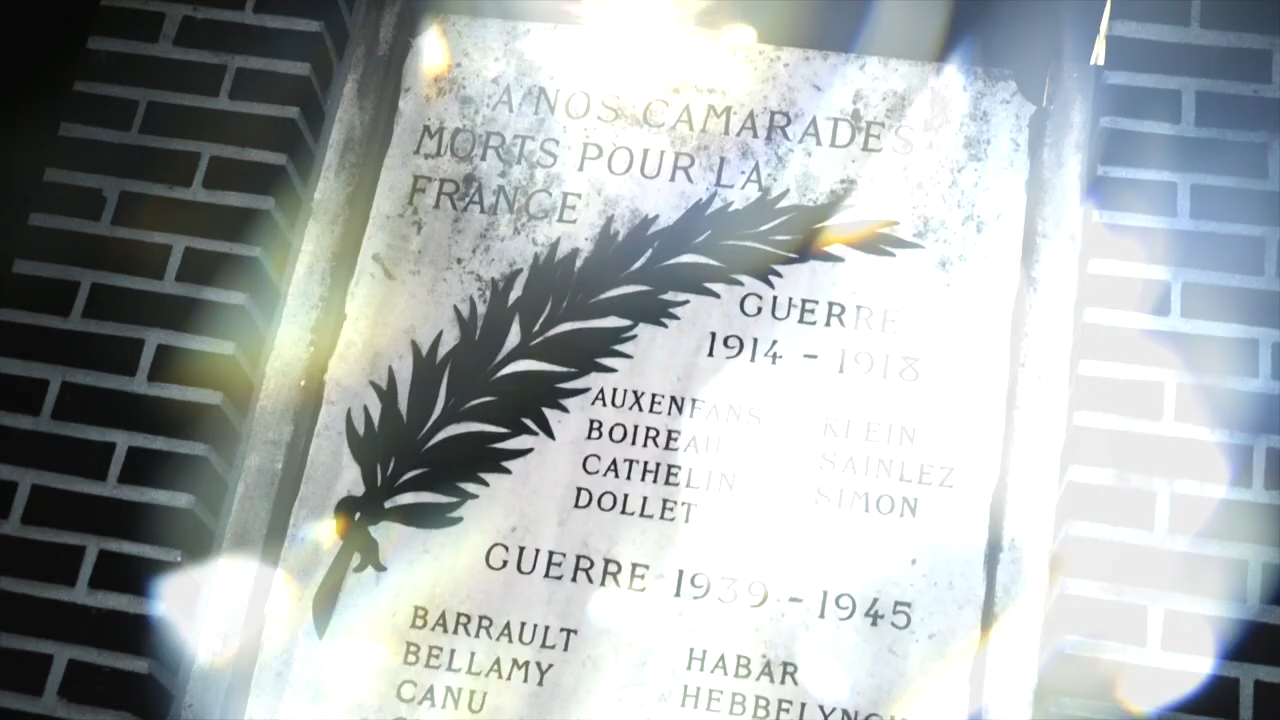 A NOS CAMARADES
MORTS POUR LA
FRANCE
GUERRE
1914 - 1918
AUXENFANS KLEIN
BOIREAU SAINLEZ
CATHELIN SIMON
DOLLET
GUERRE 1939 - 1945
BARRAULT HABAR
BELLAMY
CANU